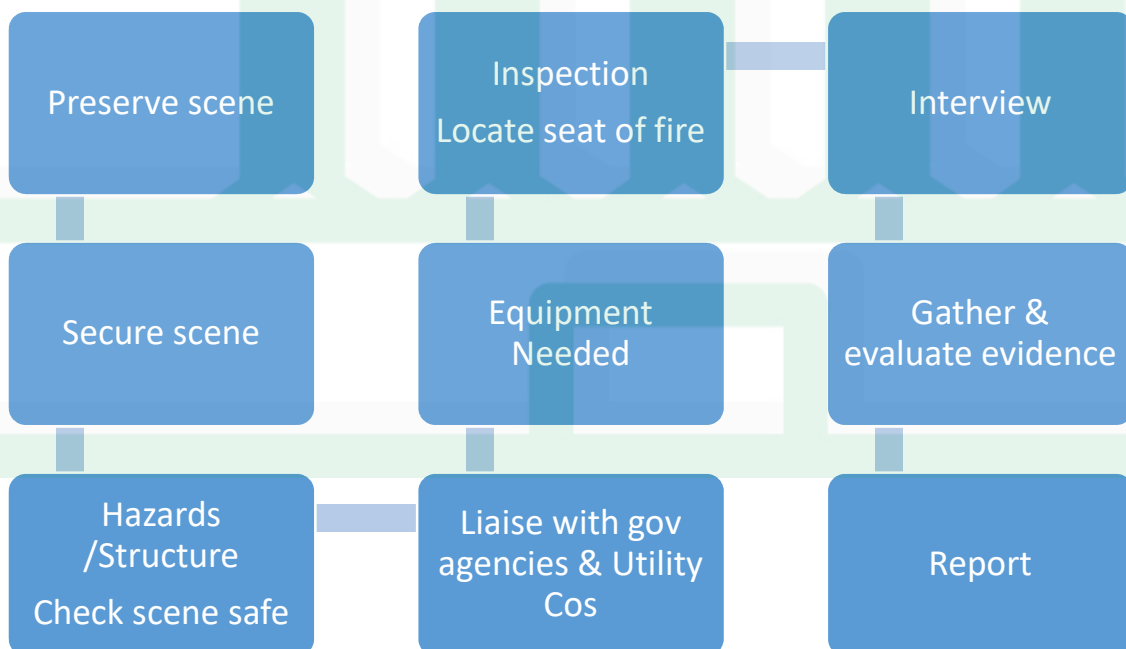 Preserve scene
Secure scene
Hazards
/Structure
Check scene safe
Liaise with gov
agencies & Utility
Cos
Equipment
Needed
Inspection
Locate seat of fire
Interview
Gather &
evaluate evidence
Report